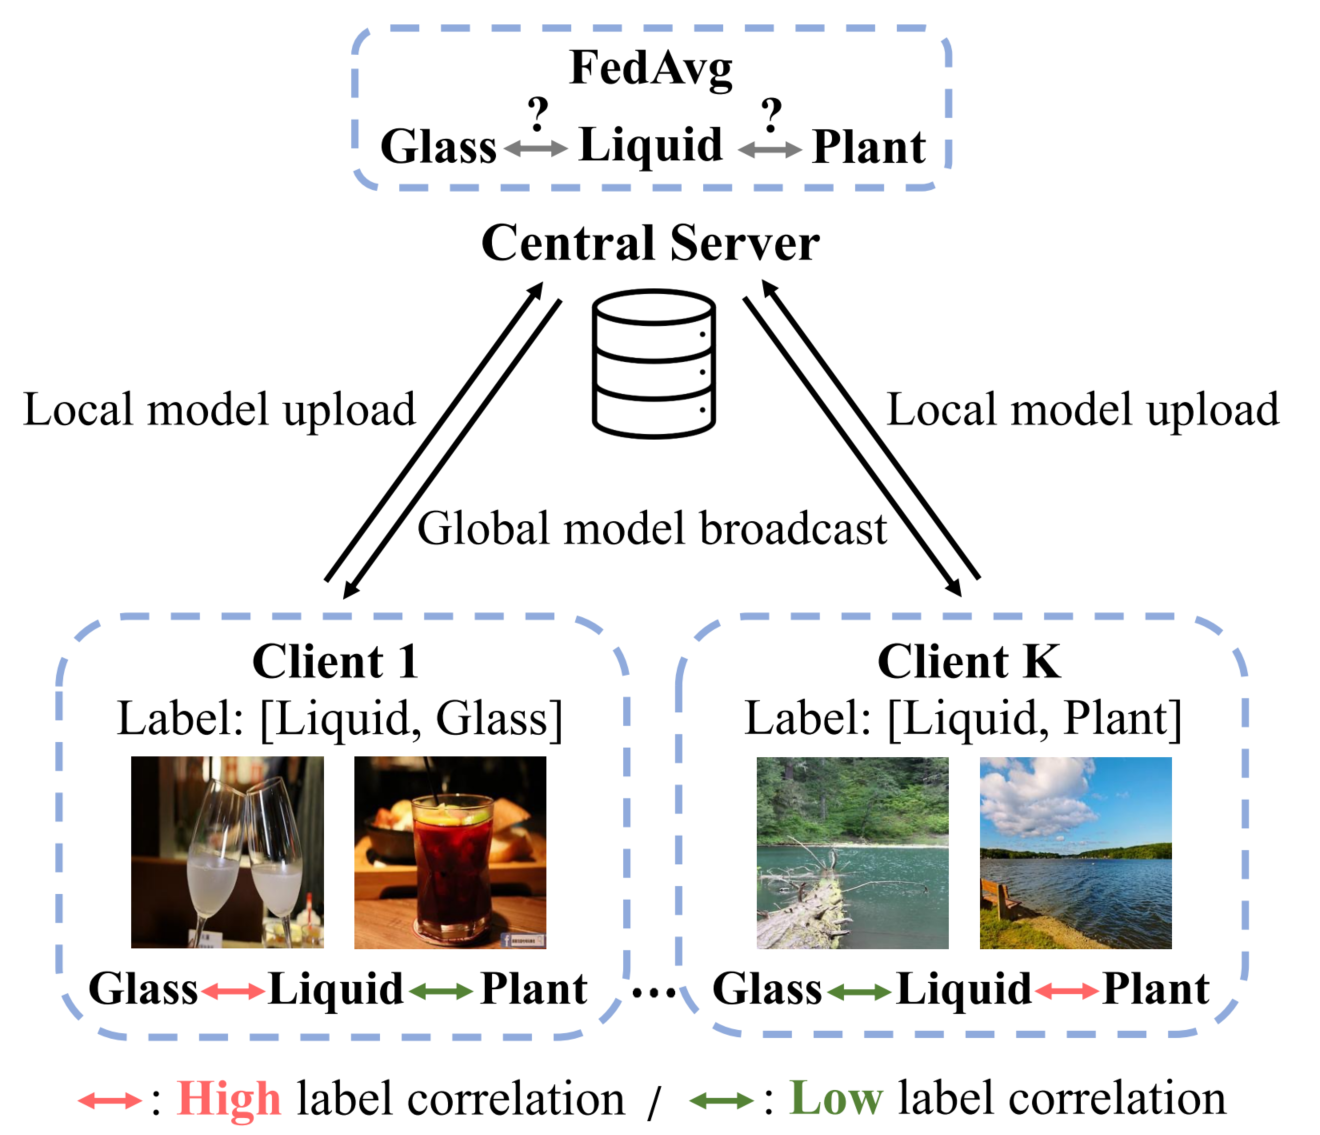 FedAvg
? ?
Glass Liquid Plant
Central Server
Local model upload
Local model upload
Global model broadcast
Client 1
Label: [Liquid, Glass]
Glass Liquid Plant
...
Client K
Label: [Liquid, Plant]
Glass Liquid Plant
: High label correlation / : Low label correlation